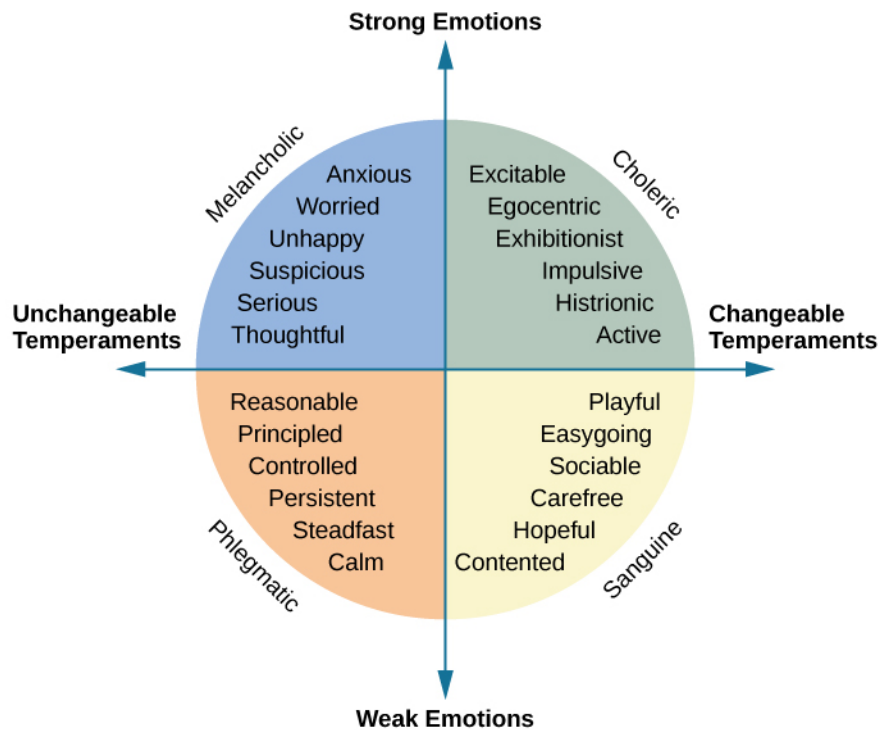 Strong Emotions
Melancholic
Choleric
Anxious
Worried
Unhappy
Suspicious
Serious
Thoughtful
Excitable
Egocentric
Exhibitionist
Impulsive
Histrionic
Active
Unchangeable
Temperaments
Changeable
Temperaments
Reasonable
Principled
Controlled
Persistent
Steadfast
Calm
Playful
Easygoing
Sociable
Carefree
Hopeful
Contented
Phlegmatic
Sanguine
Weak Emotions